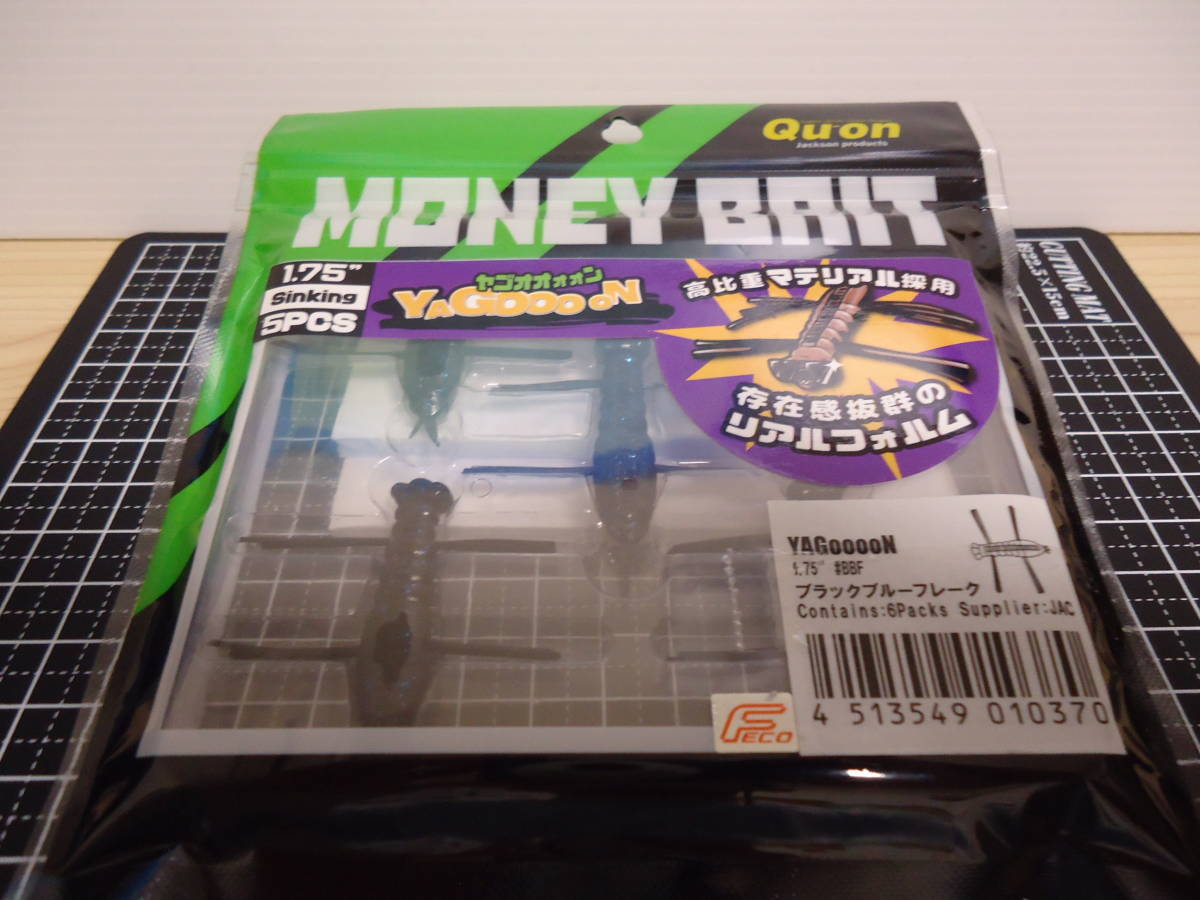 Qu-on
Jackson products
MONEY BAIT
1.75”
Sinking
5PCS
ヤゴオオォォン
YAGOOOoN
高比重マテリアル採用
存在感抜群の
リアルフォルム
CUTTING MAT
YAGooooN
1.75” #BBF
ブラックブルーフレーク
Contains:6Packs Supplier:JAC
4 513549 010370
FECO